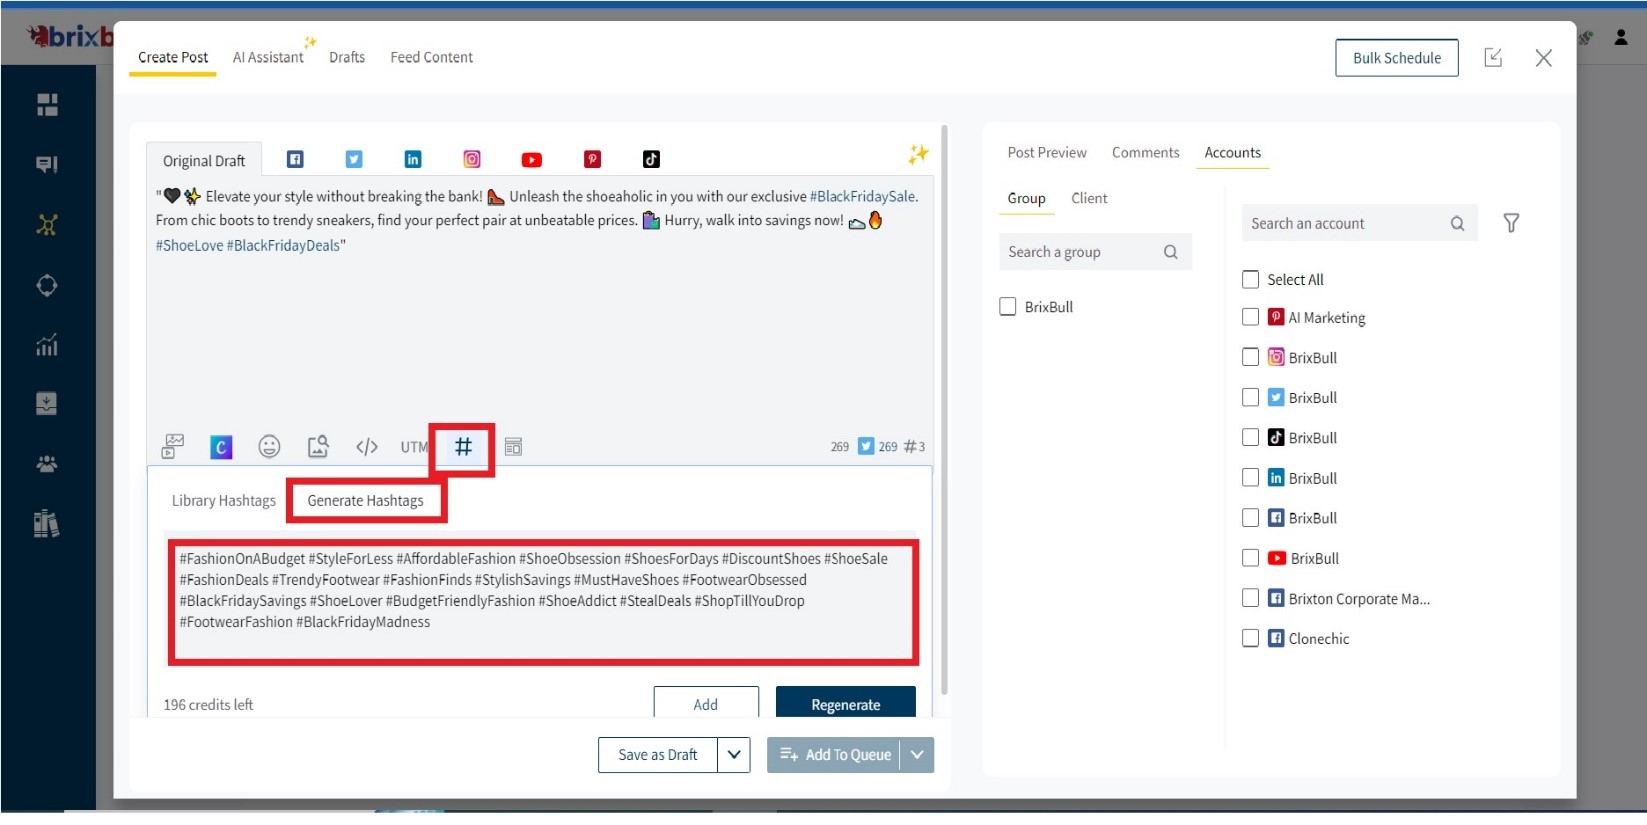 brixb
Create Post
AI Assistant
Drafts
Feed Content
Bulk Schedule
Original Draft
"🖤✨ Elevate your style without breaking the bank! 👠 Unleash the shoeaholic in you with our exclusive #BlackFridaySale.
From chic boots to trendy sneakers, find your perfect pair at unbeatable prices. 🛍️ Hurry, walk into savings now! 👟🔥
#ShoeLove #BlackFridayDeals"
UTM
269
269
#3
Library Hashtags
Generate Hashtags
#FashionOnABudget #StyleForLess #AffordableFashion #ShoeObsession #ShoesForDays #DiscountShoes #ShoeSale
#FashionDeals #TrendyFootwear #FashionFinds #StylishSavings #MustHaveShoes #FootwearObsessed
#BlackFridaySavings #ShoeLover #BudgetFriendlyFashion #ShoeAddict #StealDeals #ShopTillYouDrop
#FootwearFashion #BlackFridayMadness
196 credits left
Add
Regenerate
Save as Draft
Add To Queue
Post Preview
Comments
Accounts
Group
Client
Search a group
BrixBull
Search an account
Select All
AI Marketing
BrixBull
BrixBull
BrixBull
BrixBull
BrixBull
BrixBull
Brixton Corporate Ma...
Clonechic